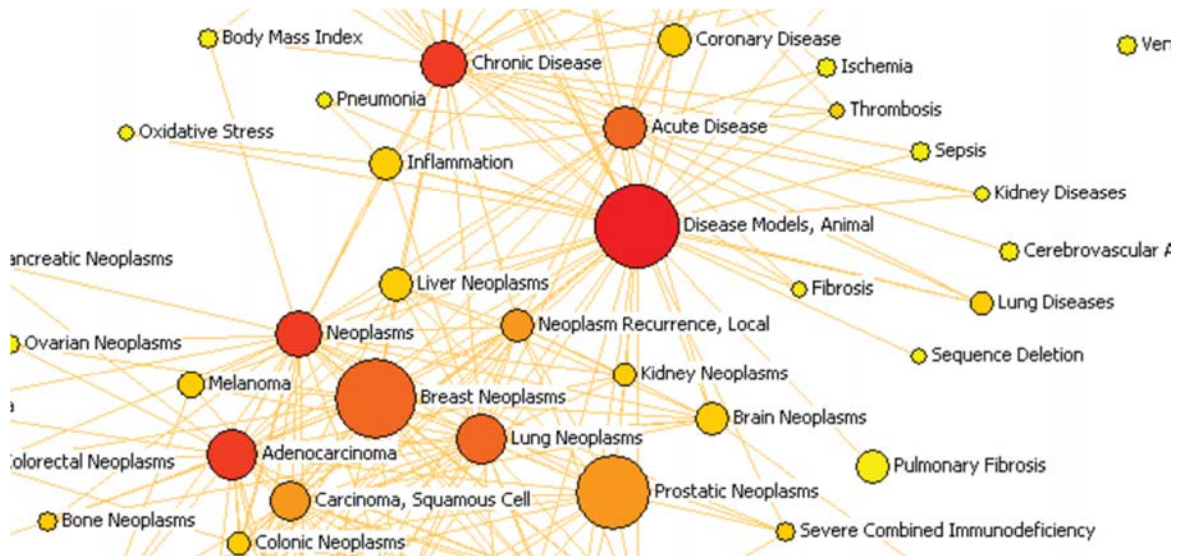 Body Mass Index
Coronary Disease
Ver
Chronic Disease
Ischemia
Pneumonia
Thrombosis
Oxidative Stress
Acute Disease
Sepsis
Inflammation
Kidney Diseases
Disease Models, Animal
Cerebrovascular A
ancreatic Neoplasms
Liver Neoplasms
Fibrosis
Lung Diseases
Neoplasms
Neoplasm Recurrence, Local
Ovarian Neoplasms
Sequence Deletion
Melanoma
Kidney Neoplasms
Breast Neoplasms
a
Brain Neoplasms
Lung Neoplasms
Adenocarcinoma
olorectal Neoplasms
Pulmonary Fibrosis
Prostatic Neoplasms
Carcinoma, Squamous Cell
Bone Neoplasms
Severe Combined Immunodeficiency
Colonic Neoplasms